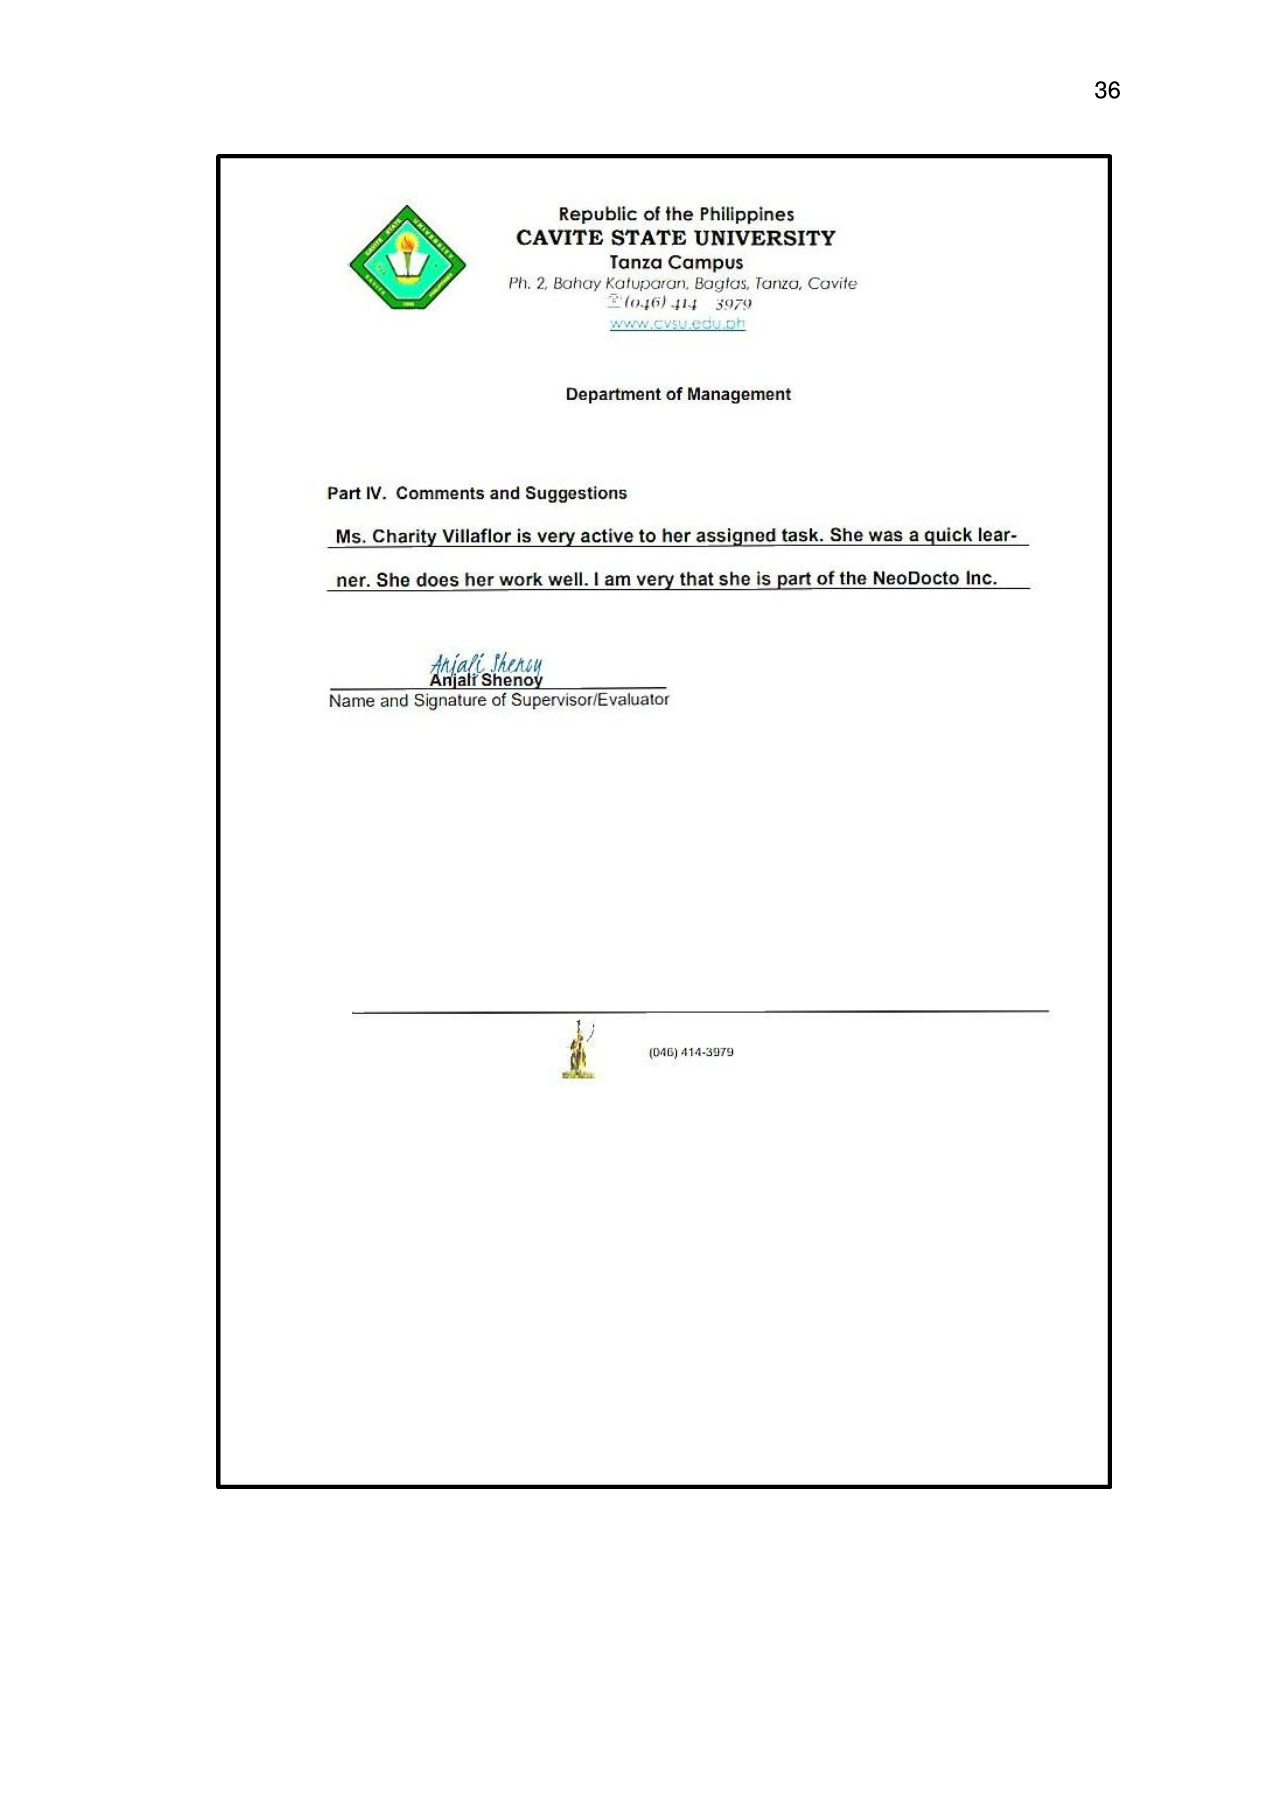 36
Republic of the Philippines
CAVITE STATE UNIVERSITY
Tanza Campus
Ph. 2, Bahay Katuparan, Bagtas, Tanza, Cavite
(046) 414 3979
www.cvsu.edu.ph
Department of Management
Part IV. Comments and Suggestions
Ms. Charity Villaflor is very active to her assigned task. She was a quick lear-
ner. She does her work well. I am very that she is part of the NeoDocto Inc.
Anjali Shenoy
Anjali Shenoy
Name and Signature of Supervisor/Evaluator
(046) 414-3979